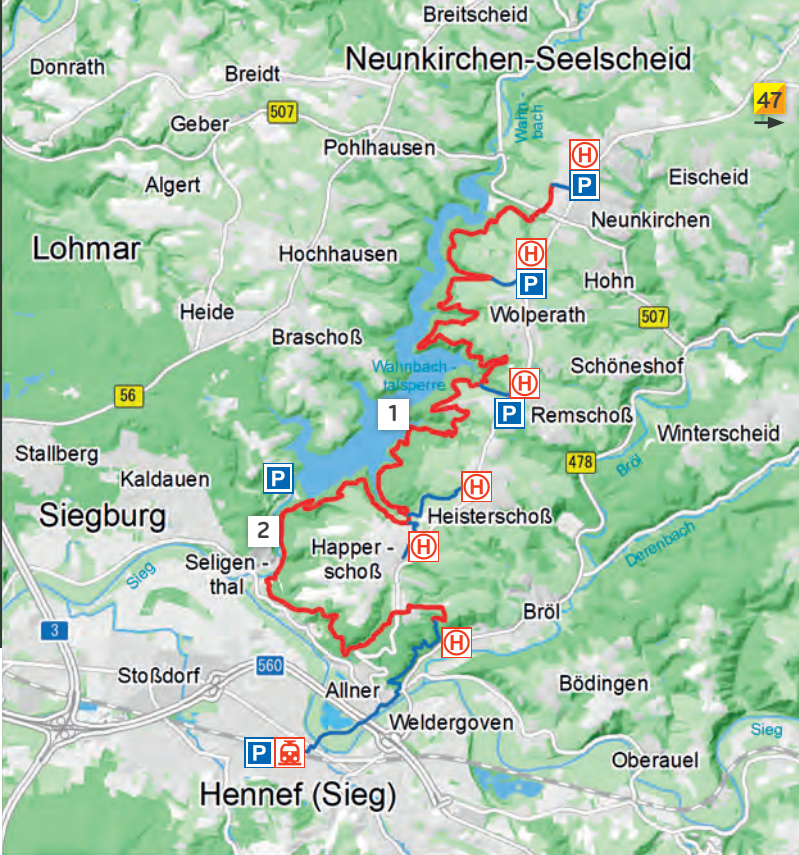 Breitscheid
Neunkirchen-Seelscheid
Donrath
Breidt
47
Wahn -
bach
507
Geber
Pohlhausen
H
Algert
P
Eischeid
Neunkirchen
Lohmar
Hochhausen
H
P
Hohn
Heide
Wolperath
507
Braschoß
Wahnbach -
talsperre
Schöneshof
H
56
1
P
Remschoß
Winterscheid
Stallberg
478
Bröl
Kaldauen
P
H
Siegburg
Heisterschoß
2
Derenbach
Happer -
schoß
H
Seligen -
thal
Sieg
Bröl
3
H
560
Stoßdorf
Allner
Bödingen
Weldergoven
Sieg
P
Oberauel
Hennef (Sieg)